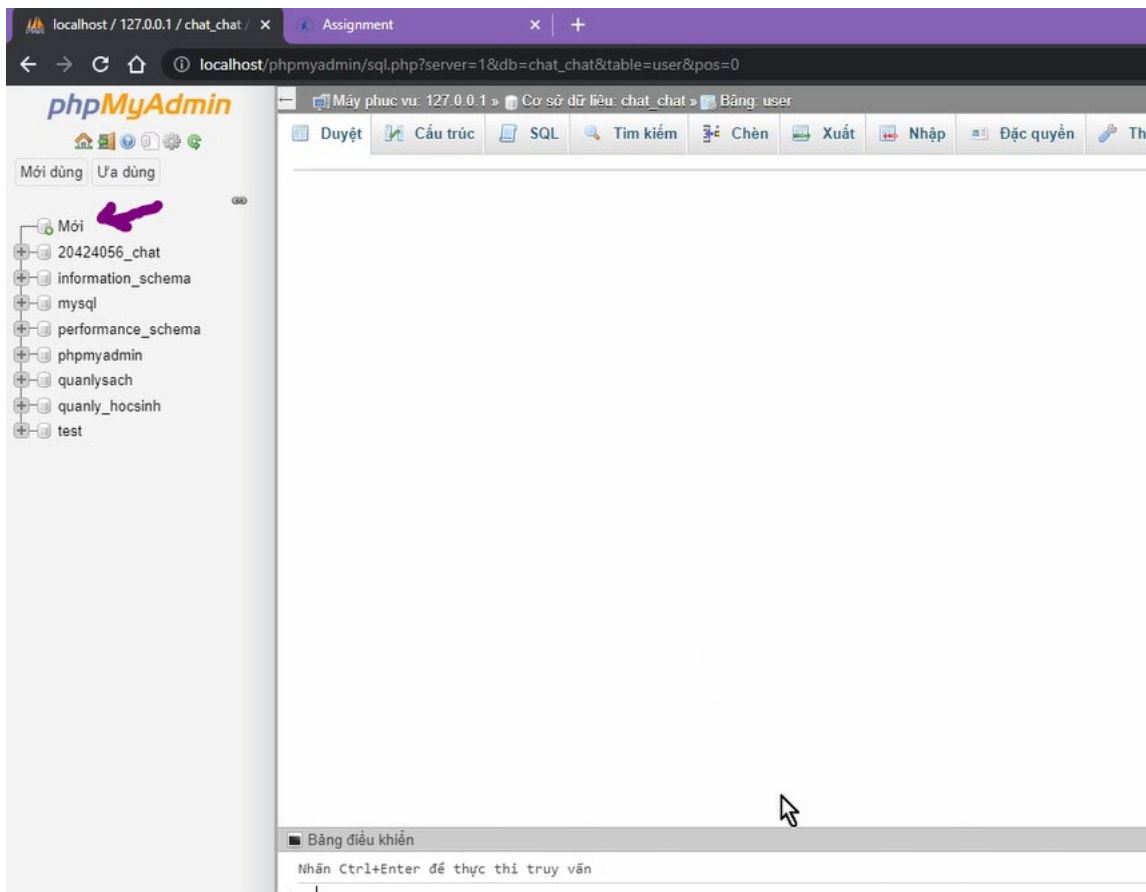 localhost / 127.0.0.1 / chat_chat /
Assignment
localhost/phpmyadmin/sql.php?server=1&db=chat_chat&table=user&pos=0
phpMyAdmin
Mới dùng Ưa dùng
Mới
20424056_chat
information_schema
mysql
performance_schema
phpmyadmin
quanlysach
quanly_hocsinh
test
Máy phục vụ: 127.0.0.1 » Cơ sở dữ liệu: chat_chat » Bảng: user
Duyệt Cấu trúc SQL Tìm kiếm Chèn Xuất Nhập Đặc quyền Th
Bảng điều khiển
Nhấn Ctrl+Enter để thực thi truy vấn